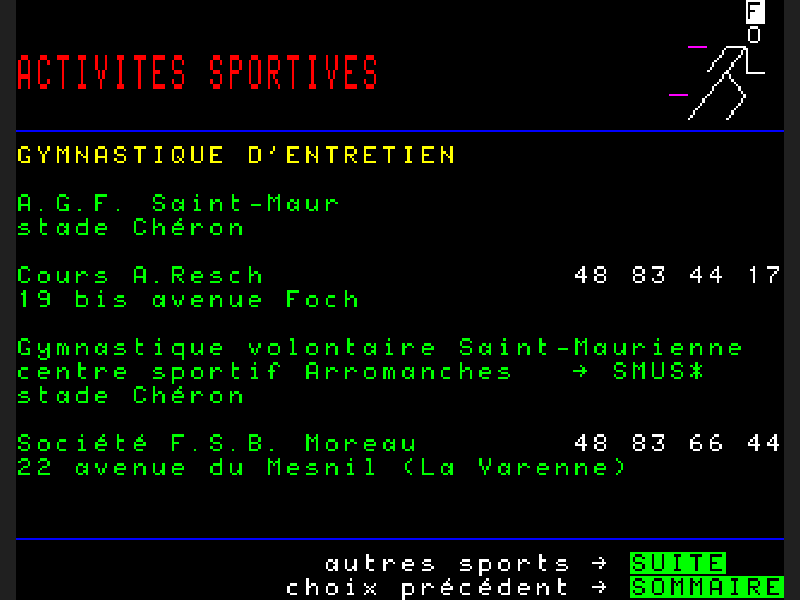 F
ACTIVITES SPORTIVES
GYMNASTIQUE D'ENTRETIEN
A.G.F. Saint-Maur
stade Chéron
Cours A.Resch 48 83 44 17
19 bis avenue Foch
Gymnastique volontaire Saint-Maurienne
centre sportif Arromanches → SMUS*
stade Chéron
Société F.S.B. Moreau 48 83 66 44
22 avenue du Mesnil (La Varenne)
autres sports → SUITE
choix précédent → SOMMAIRE